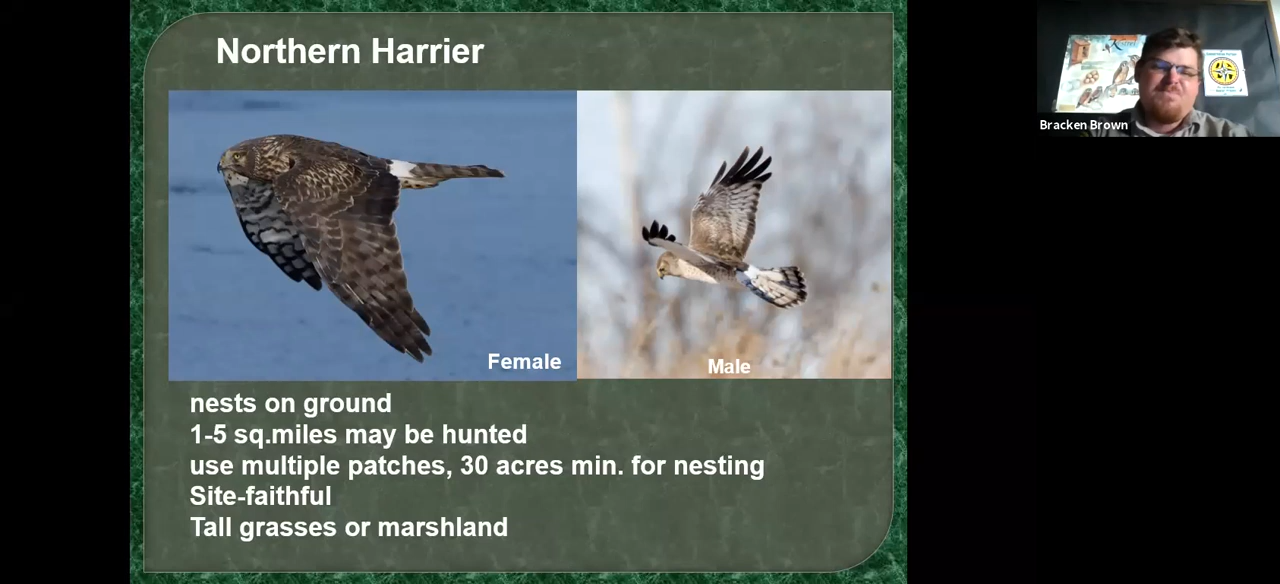 Northern Harrier
Female
Male
nests on ground
1-5 sq.miles may be hunted
use multiple patches, 30 acres min. for nesting
Site-faithful
Tall grasses or marshland
Bracken Brown